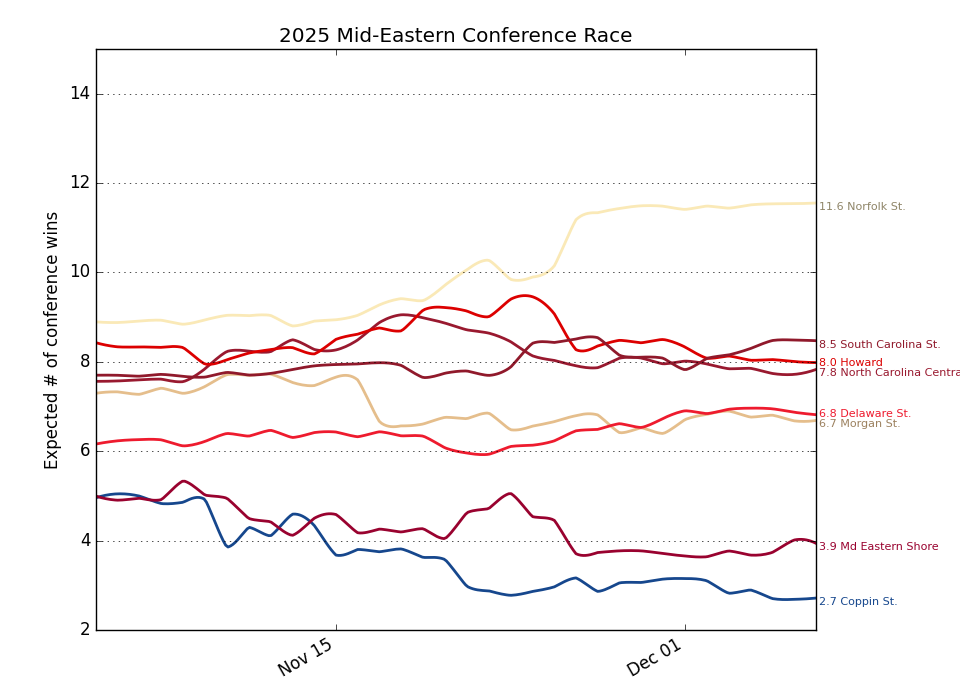 2025 Mid-Eastern Conference Race
Expected # of conference wins
14
12
10
8
6
4
2
Nov 15
Dec 01
11.6 Norfolk St.
8.5 South Carolina St.
8.0 Howard
7.8 North Carolina Centra
6.8 Delaware St.
6.7 Morgan St.
3.9 Md Eastern Shore
2.7 Coppin St.